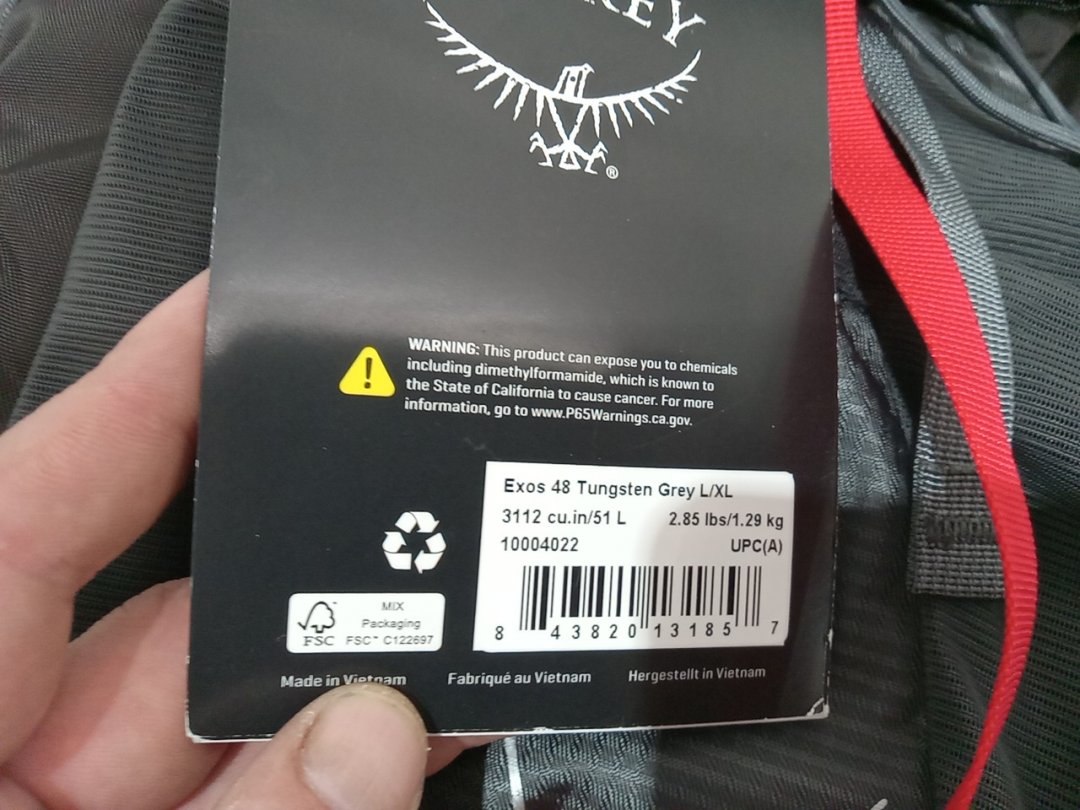 REY
®
WARNING: This product can expose you to chemicals
including dimethylformamide, which is known to
the State of California to cause cancer. For more
information, go to www.P65Warnings.ca.gov.
Exos 48 Tungsten Grey L/XL
3112 cu.in/51 L 2.85 lbs/1.29 kg
10004022 UPC(A)
8 43820 13185 7
MIX
Packaging
FSC FSC™ C122697
Made in Vietnam Fabriqué au Vietnam Hergestellt in Vietnam